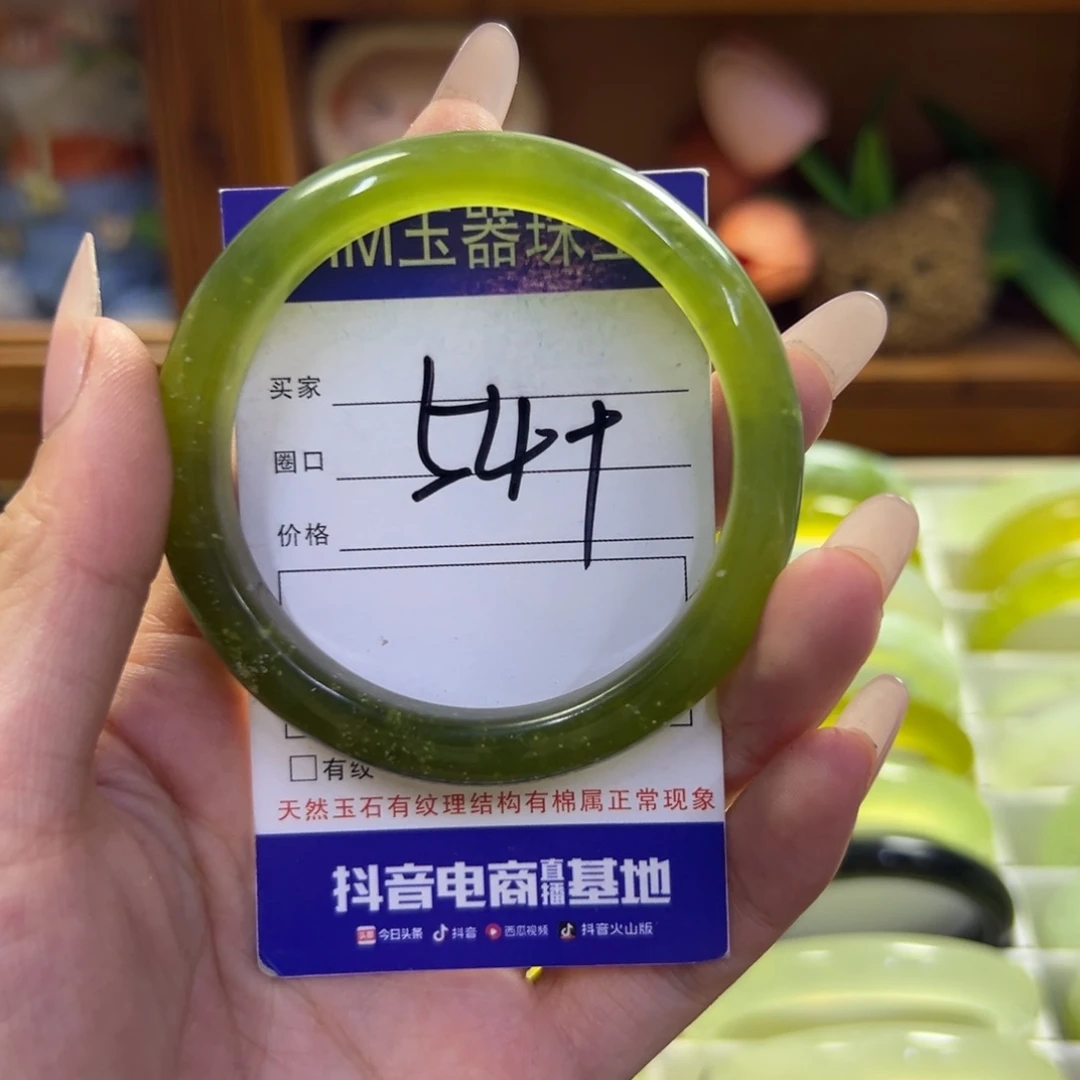 玉器珠
买家
圈口
54+
价格
有纹
天然玉石有纹理结构有棉属正常现象
抖音电商直播基地
头条 今日头条 抖音 西瓜视频 抖音火山版